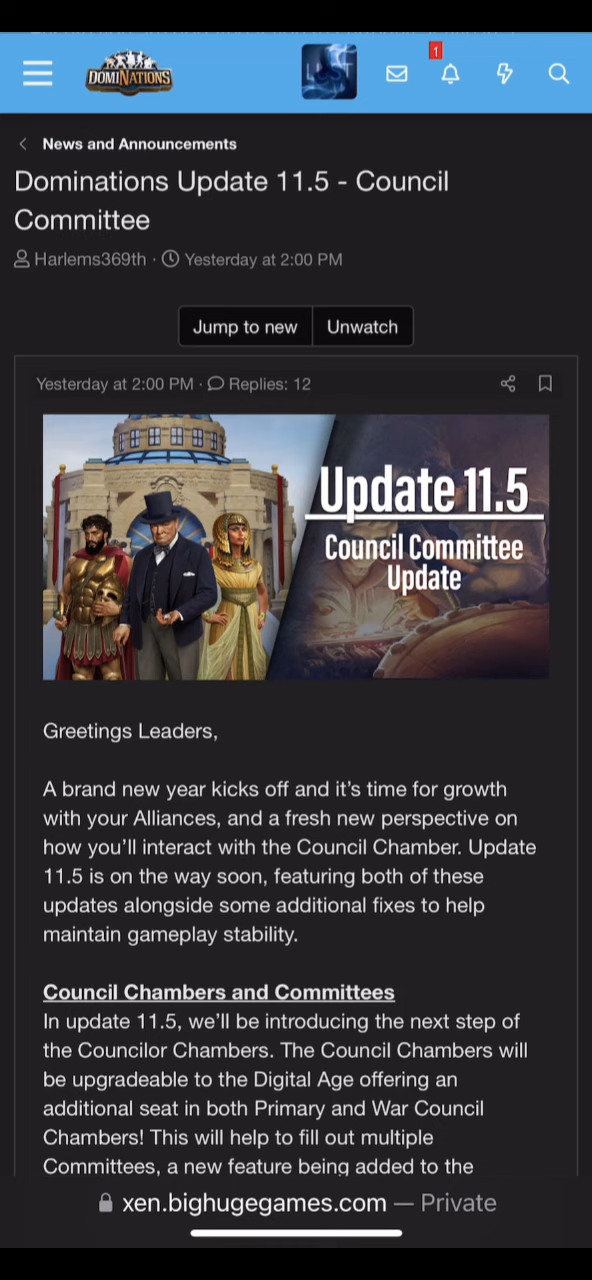 DOMINATIONS
1
News and Announcements
Dominations Update 11.5 - Council
Committee
Harlems369th · Yesterday at 2:00 PM
Jump to new
Unwatch
Yesterday at 2:00 PM · Replies: 12
Update 11.5
Council Committee
Update
Greetings Leaders,
A brand new year kicks off and it’s time for growth
with your Alliances, and a fresh new perspective on
how you’ll interact with the Council Chamber. Update
11.5 is on the way soon, featuring both of these
updates alongside some additional fixes to help
maintain gameplay stability.
Council Chambers and Committees
In update 11.5, we’ll be introducing the next step of
the Councilor Chambers. The Council Chambers will
be upgradeable to the Digital Age offering an
additional seat in both Primary and War Council
Chambers! This will help to fill out multiple
Committees, a new feature being added to the
xen.bighugegames.com — Private